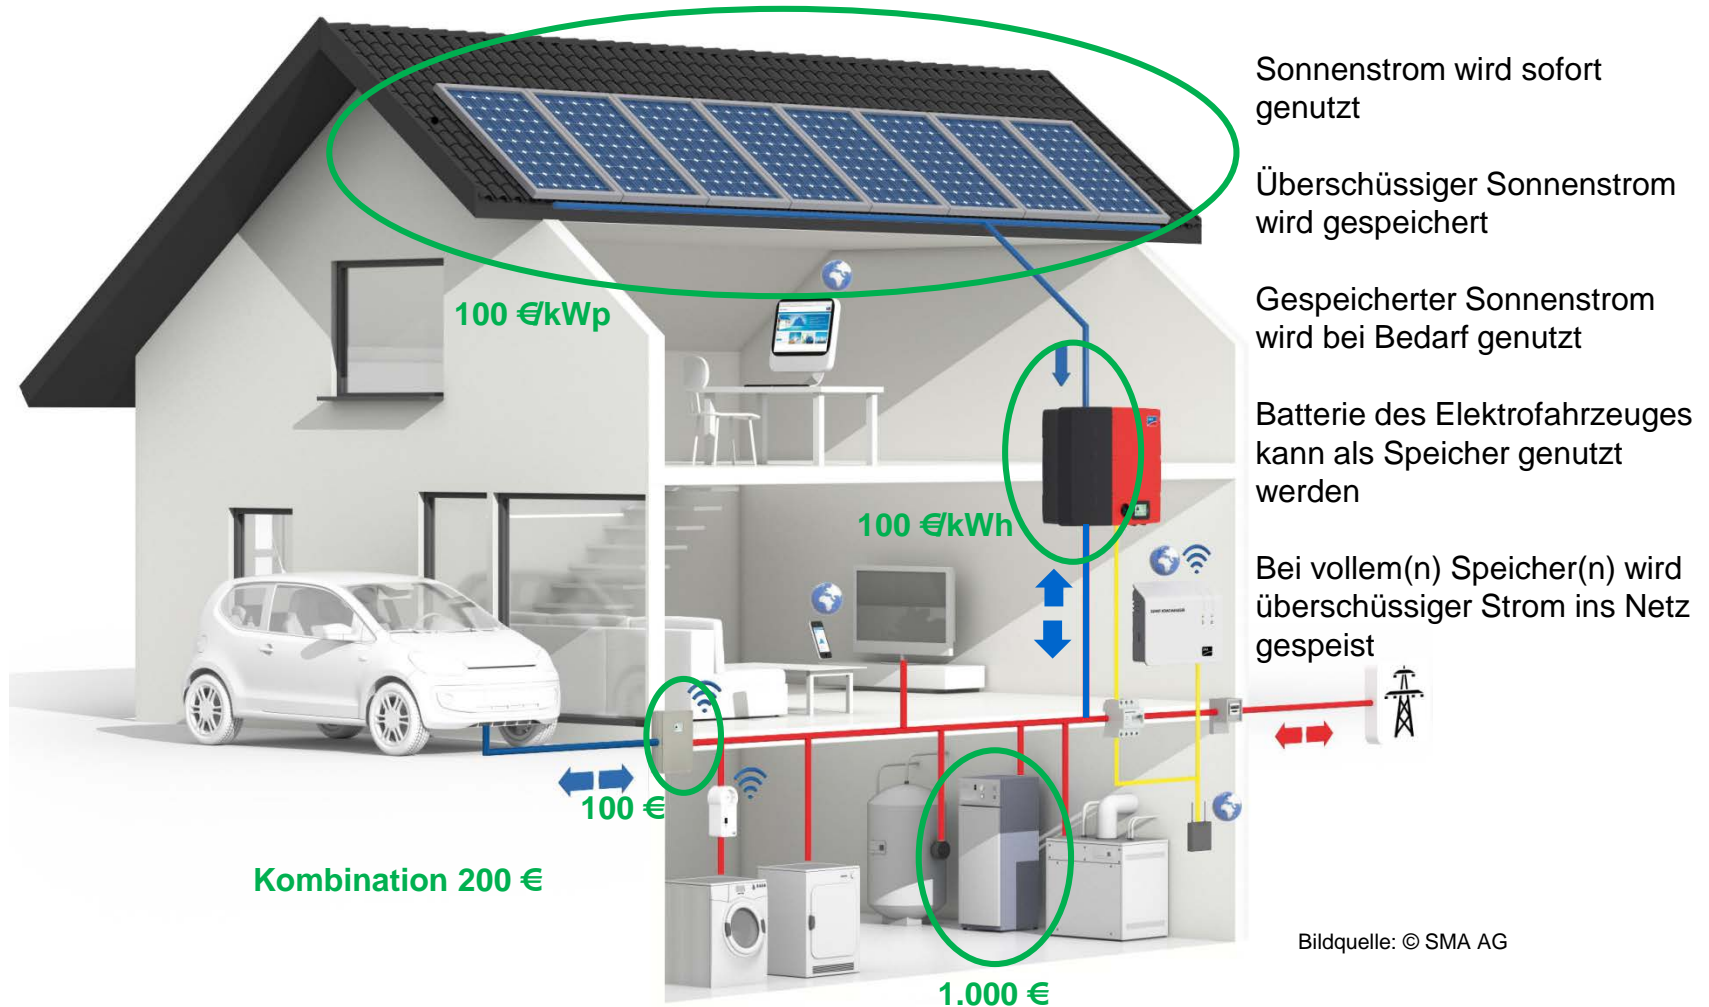 Sonnenstrom wird sofort
genutzt
Überschüssiger Sonnenstrom
wird gespeichert
Gespeicherter Sonnenstrom
wird bei Bedarf genutzt
Batterie des Elektrofahrzeuges
kann als Speicher genutzt
werden
Bei vollem(n) Speicher(n) wird
überschüssiger Strom ins Netz
gespeist
100 €/kWp
100 €/kWh
100 €
Kombination 200 €
1.000 €
Bildquelle: © SMA AG